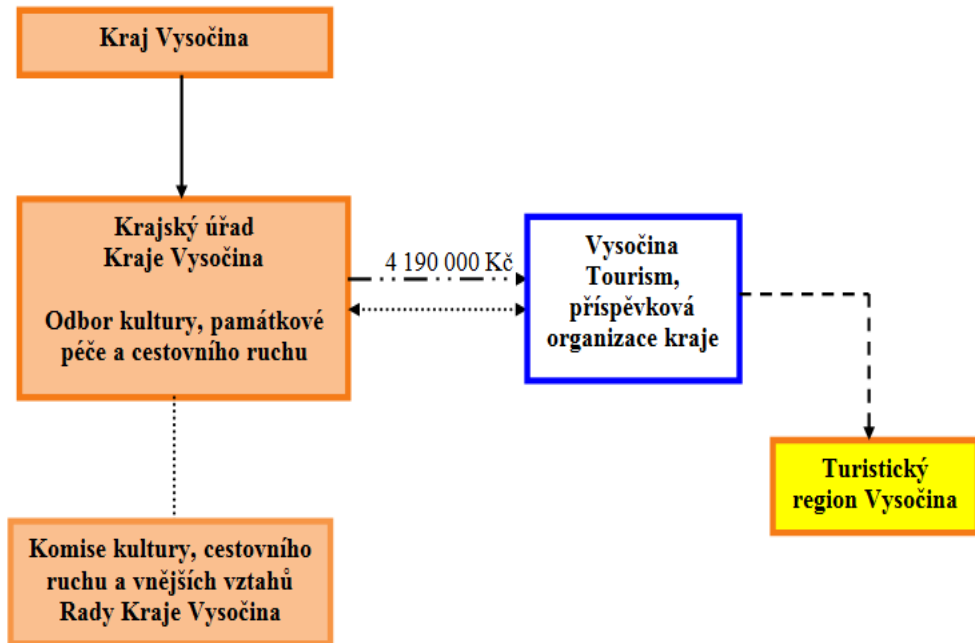 Kraj Vysočina
Krajský úřad
Kraje Vysočina
Odbor kultury, památkové
péče a cestovního ruchu
4 190 000 Kč
Vysočina
Tourism,
příspěvková
organizace kraje
Turistický
region Vysočina
Komise kultury, cestovního
ruchu a vnějších vztahů
Rady Kraje Vysočina